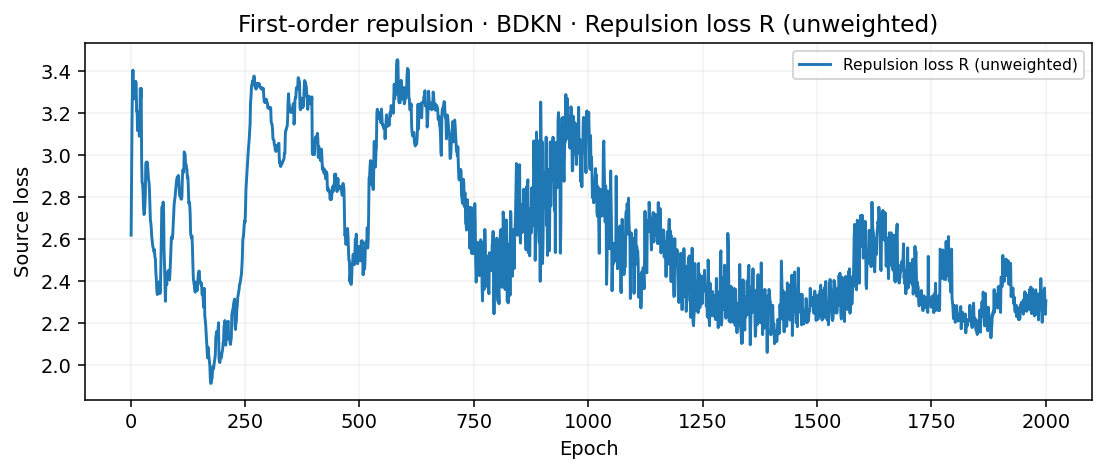 First-order repulsion · BDKN · Repulsion loss R (unweighted)
Repulsion loss R (unweighted)
Source loss
3.4
3.2
3.0
2.8
2.6
2.4
2.2
2.0
0 250 500 750 1000 1250 1500 1750 2000
Epoch